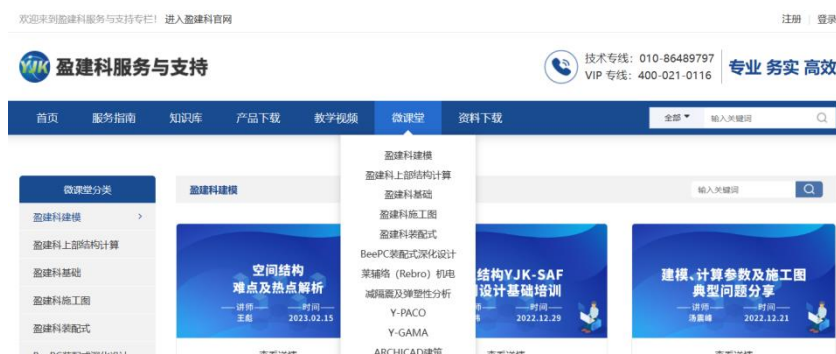 欢迎来到盈建科服务与支持专栏！ 进入盈建科官网 注册 登录
YJK 盈建科服务与支持
技术专线：010-86489797
VIP 专线：400-021-0116
专业 务实 高效
首页 服务指南 知识库 产品下载 教学视频 微课堂 资料下载 全部 输入关键词
盈建科建模
盈建科上部结构计算
盈建科基础
盈建科施工图
盈建科装配式
BeePC装配式深化设计
莱辅络（Rebro）机电
减隔震及弹塑性分析
Y-PACO
Y-GAMA
ARCHICAD建筑
微课堂分类
盈建科建模
盈建科上部结构计算
盈建科基础
盈建科施工图
盈建科装配式
盈建科建模 输入关键词
空间结构
难点及热点解析
讲师 时间
王彪 2023.02.15
结构YJK-SAF
设计基础培训
时间
2022.12.29
建模、计算参数及施工图
典型问题分享
讲师 时间
2022.12.21